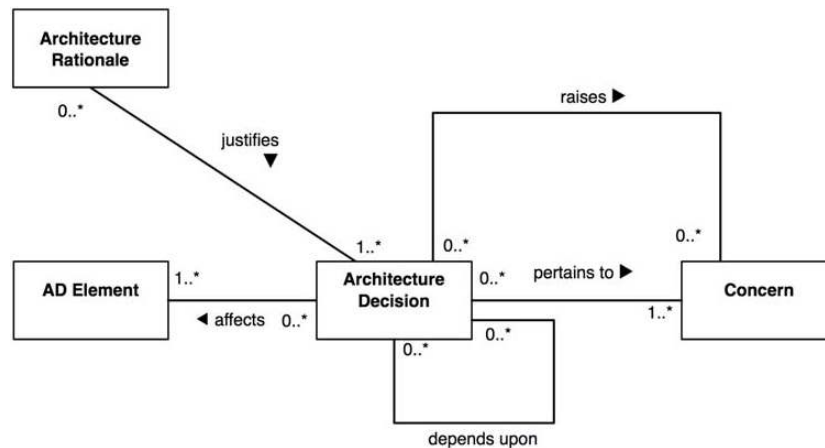 Architecture
Rationale
0..*
raises ▶
justifies
▼
1..*
0..*
0..*
AD Element
1..*
◀ affects
0..*
Architecture
Decision
0..*
pertains to ▶
1..*
Concern
0..*
0..*
depends upon